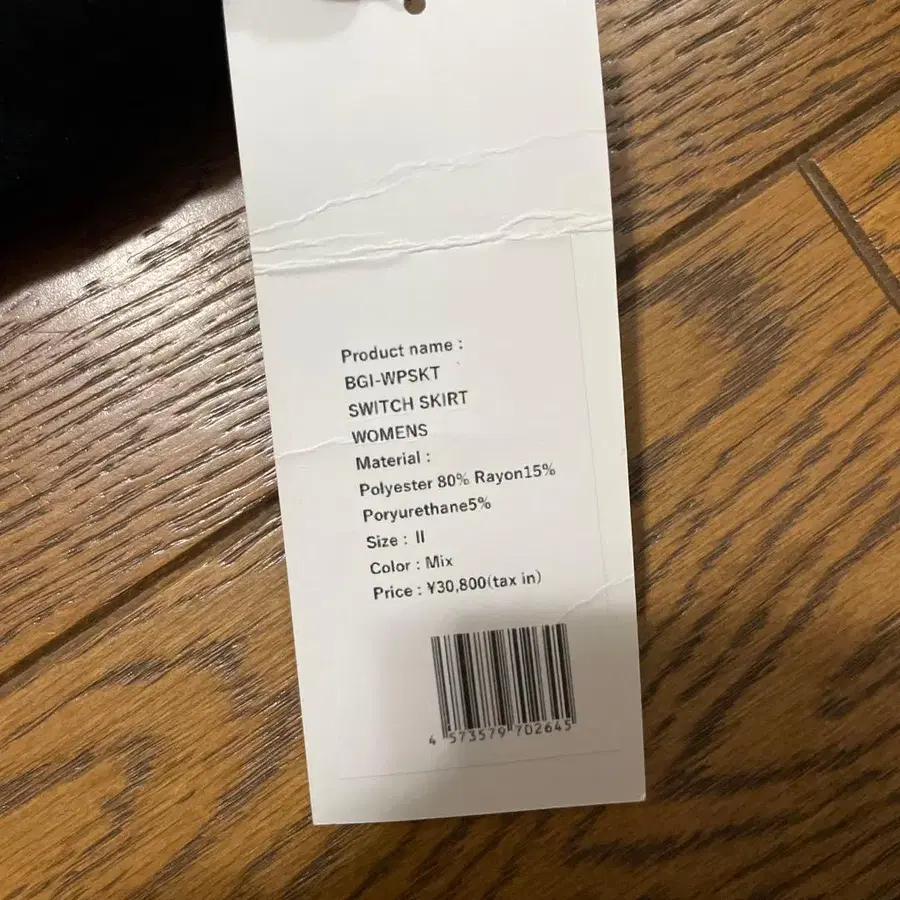 Product name :
BGI-WPSKT
SWITCH SKIRT
WOMENS
Material :
Polyester 80% Rayon15%
Poryurethane5%
Size : II
Color : Mix
Price : ¥30,800(tax in)
4 573579 702645